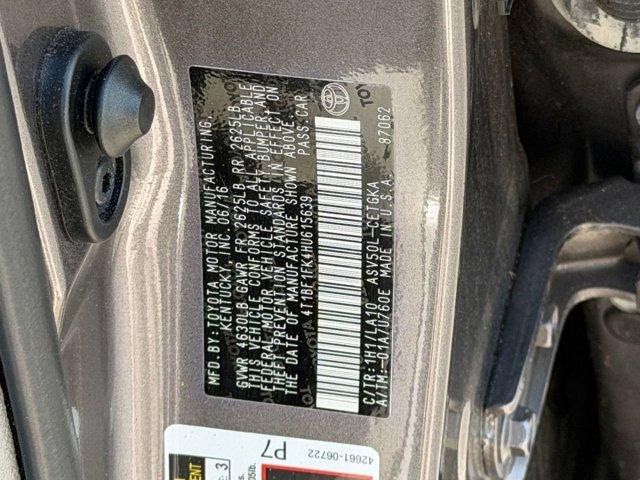 MFD.BY:TOYOTA MOTOR MANUFACTURING,
KENTUCKY, INC. 06/16
GVWR 4630LB GAWR FR 2625LB RR 2625LB
THIS VEHICLE CONFORMS TO ALL APPLICABLE
FEDERAL MOTOR VEHICLE SAFETY, BUMPER, AND
THEFT PREVENTION STANDARDS IN EFFECT ON
THE DATE OF MANUFACTURE SHOWN ABOVE.
4T1BF1FK4HU615639 PASS.CAR
C/TR: 1H1/LA10 ASV50L-CETGKA
A/TM:-01A/U760E MADE IN U.S.A. 87062
TOYOTA
P7
42661-06722
3